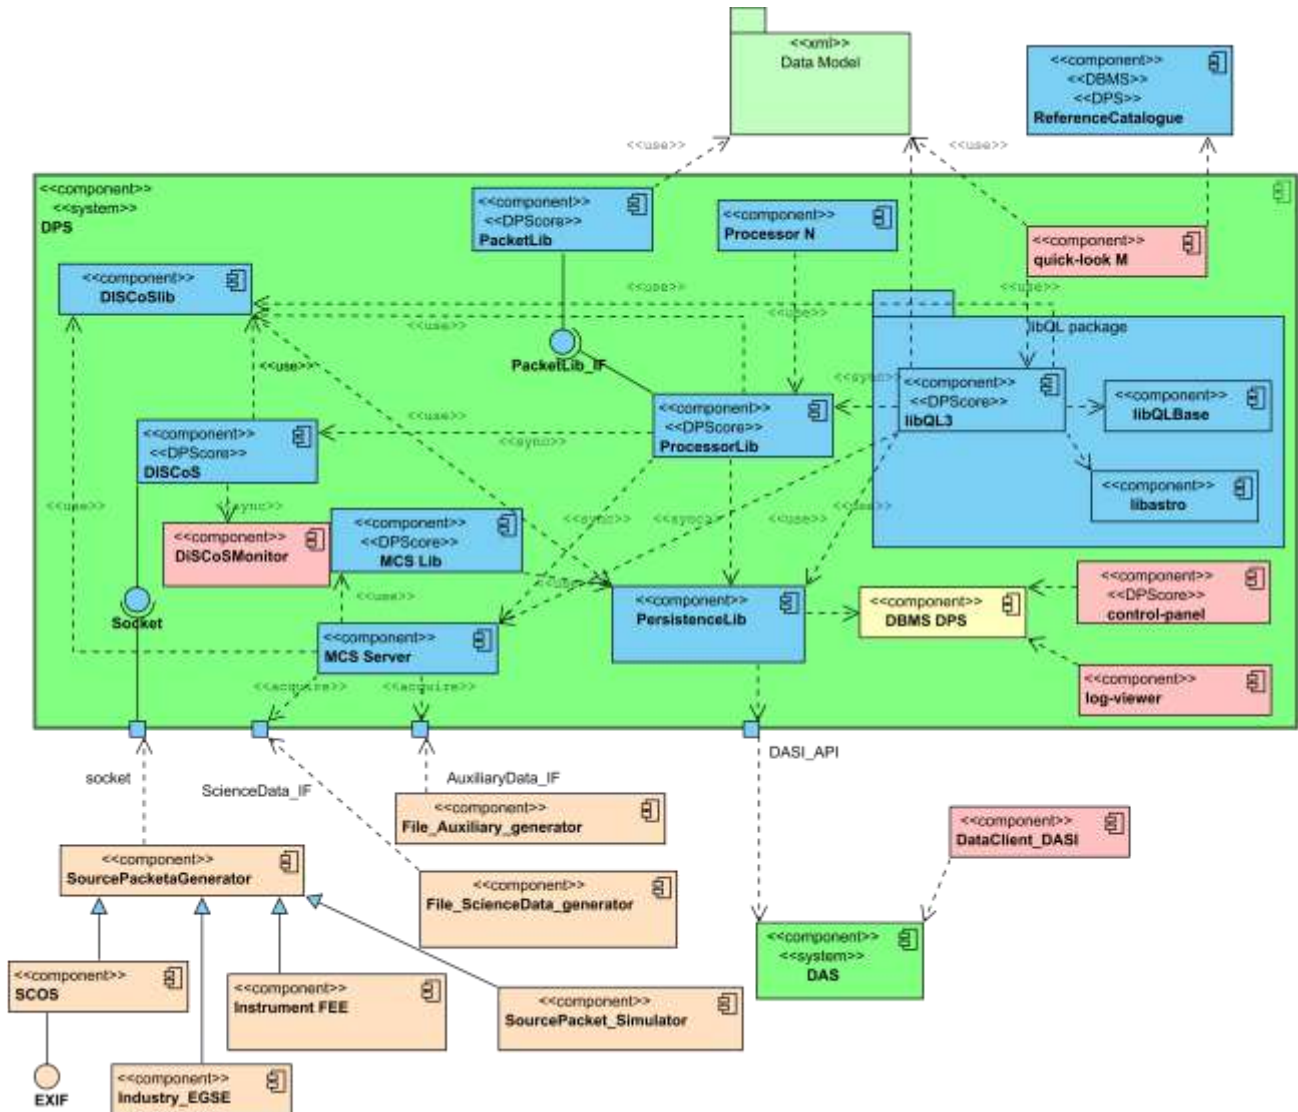 <<xml>>
Data Model
<<component>>
<<DBMS>>
<<DPS>>
ReferenceCatalogue
<<use>>
<<use>>
<<component>>
<<system>>
DPS
<<component>>
<<DPScore>>
PacketLib
<<component>>
Processor N
<<component>>
quick-look M
<<component>>
DISCoSlib
<<use>>
<<use>>
<<use>>
<<use>>
libQL package
<<use>>
PacketLib_IF
<<sync>>
<<component>>
<<DPScore>>
libQL3
<<component>>
libQLBase
<<component>>
<<DPScore>>
ProcessorLib
<<use>>
<<sync>>
<<component>>
<<DPScore>>
DISCoS
<<component>>
libastro
<<use>>
<<sync>>
<<sync>>
<<sync>>
<<use>>
<<use>>
<<component>>
DiSCoSMonitor
<<component>>
<<DPScore>>
MCS Lib
<<use>>
<<use>>
<<component>>
PersistenceLib
<<component>>
DBMS DPS
<<component>>
<<DPScore>>
control-panel
Socket
<<component>>
MCS Server
<<component>>
log-viewer
<<acquire>>
<<acquire>>
DASI_API
socket
ScienceData_IF
AuxiliaryData_IF
<<component>>
File_Auxiliary_generator
<<component>>
DataClient_DASI
<<component>>
SourcePacketaGenerator
<<component>>
File_ScienceData_generator
<<component>>
<<system>>
DAS
<<component>>
SCOS
<<component>>
Instrument FEE
<<component>>
SourcePacket_Simulator
<<component>>
Industry_EGSE
EXIF